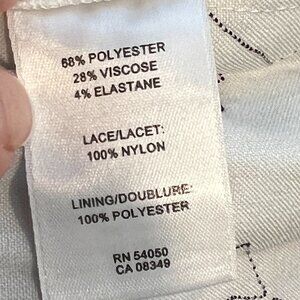 68% POLYESTER
28% VISCOSE
4% ELASTANE
LACE/LACET:
100% NYLON
LINING/DOUBLURE:
100% POLYESTER
RN 54050
CA 08349